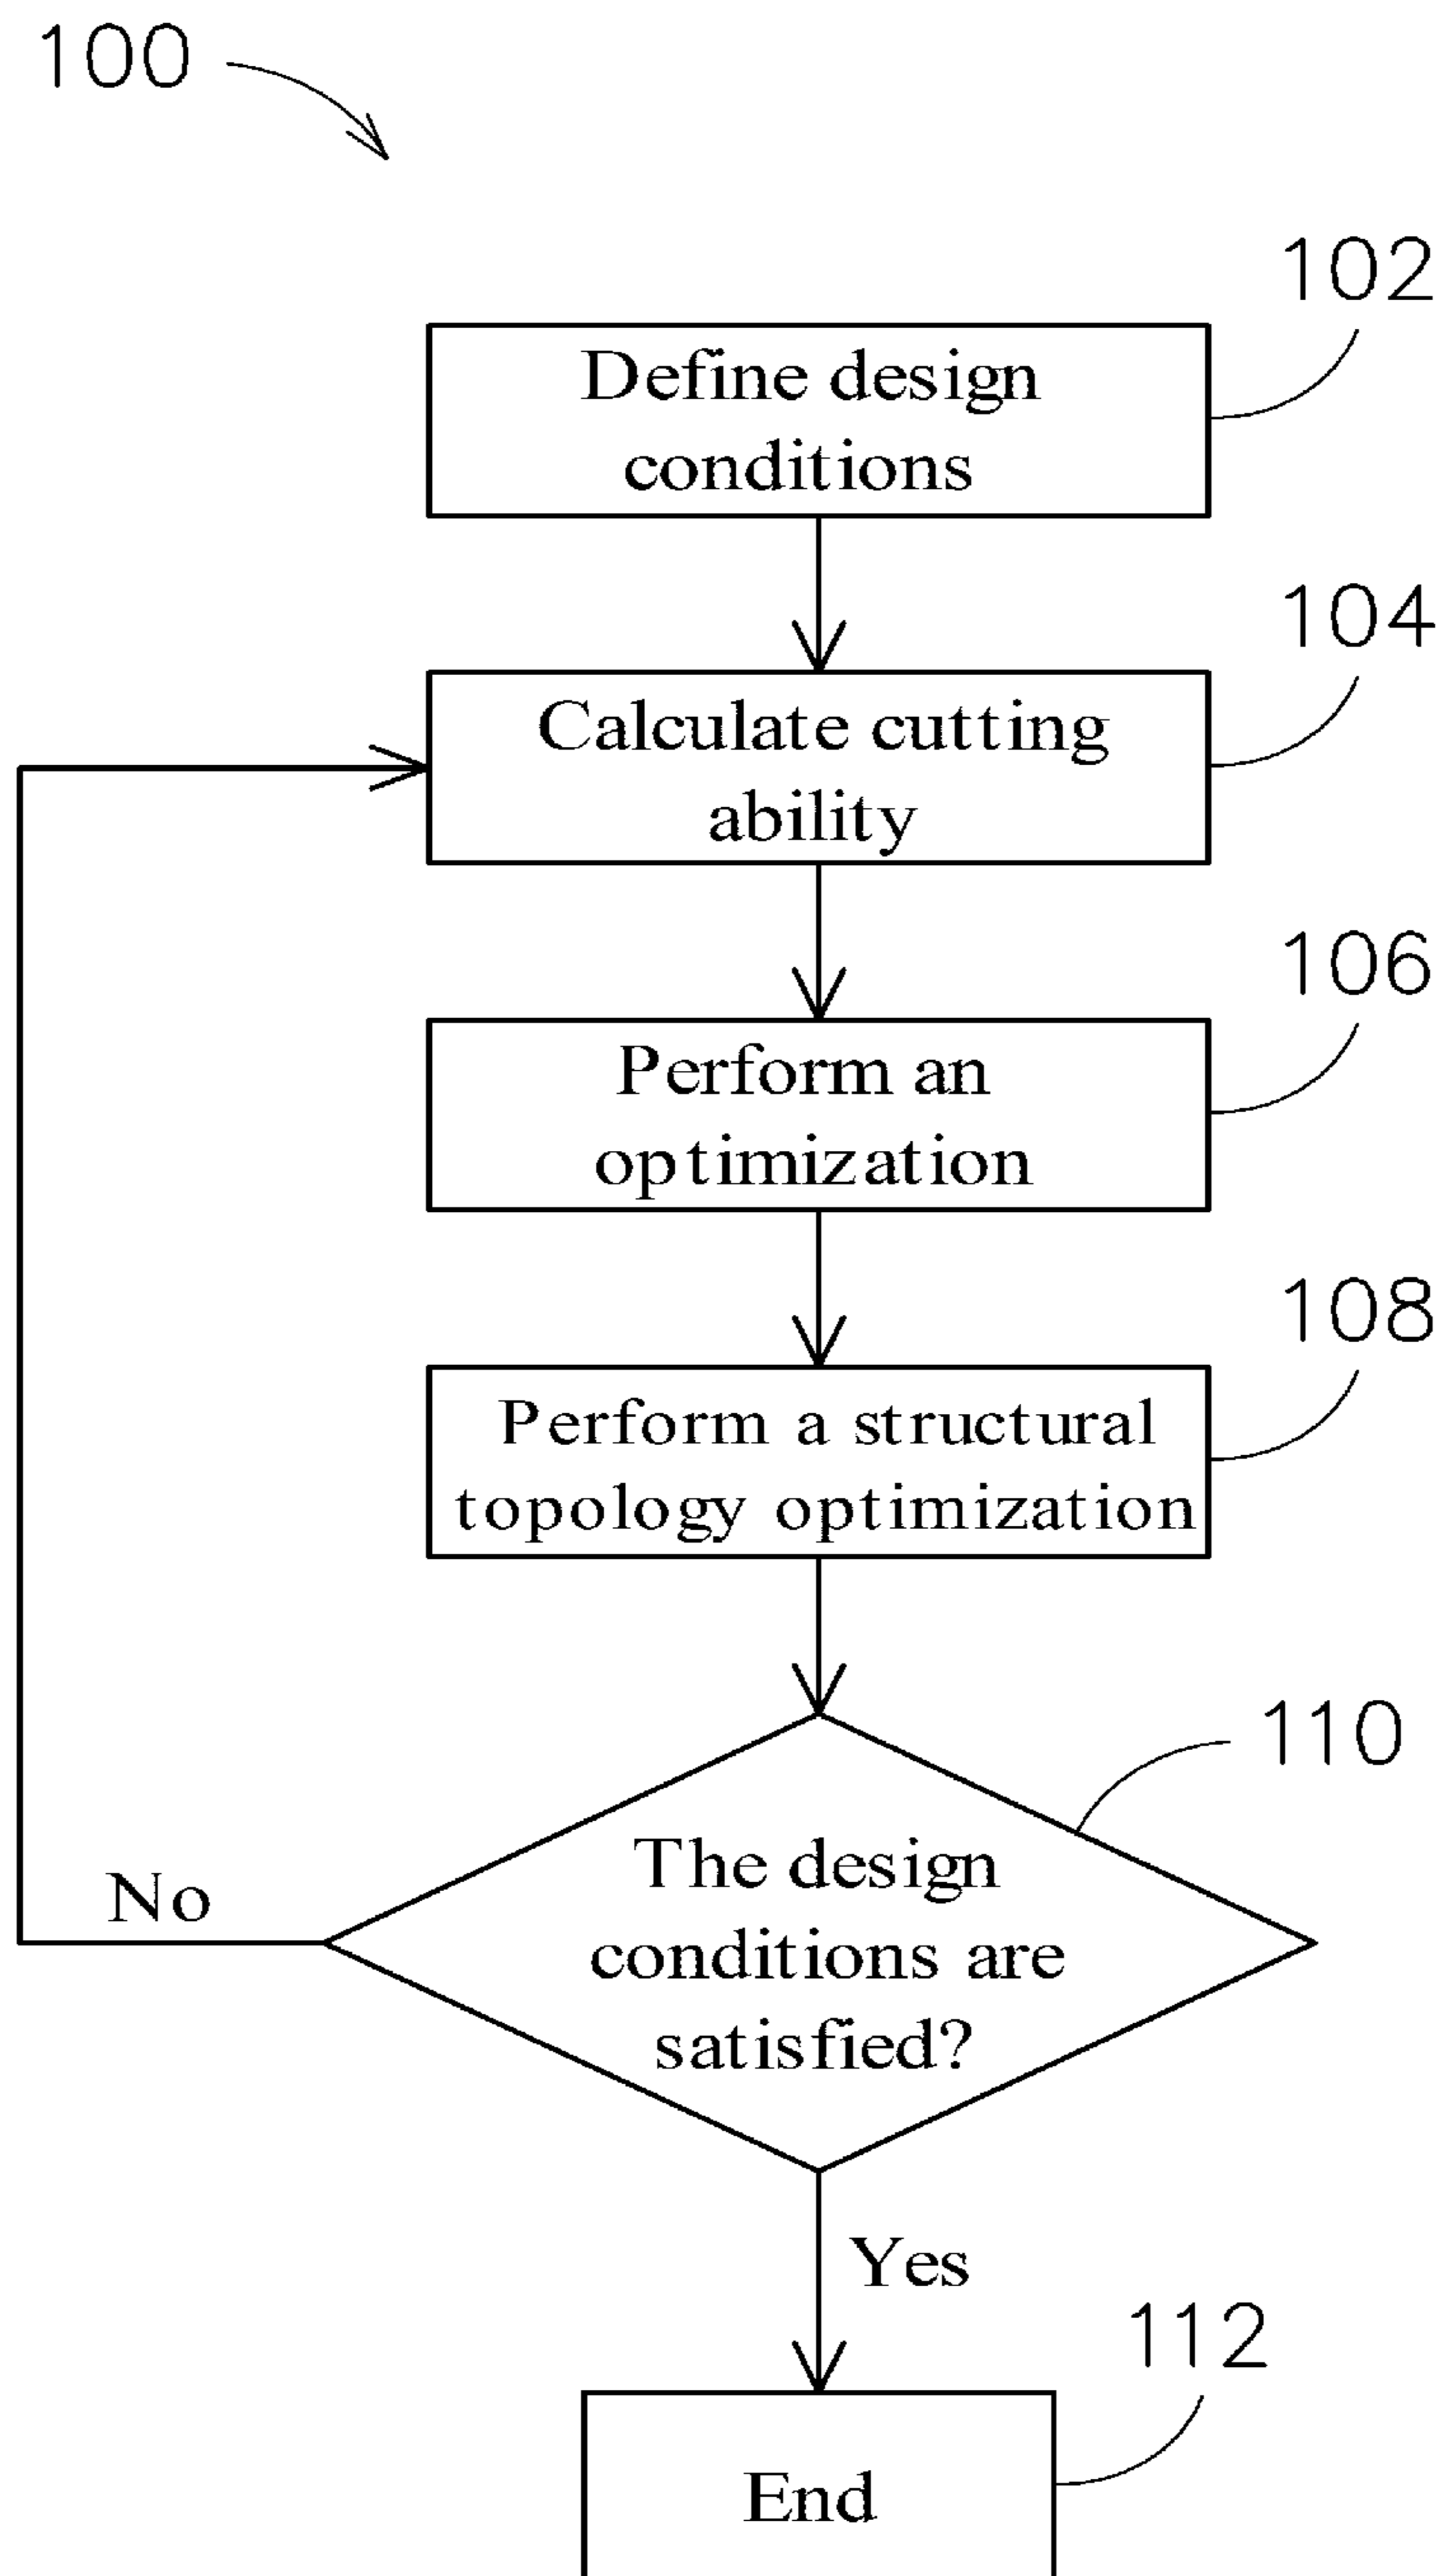 100
102
Define design
conditions
104
Calculate cutting
ability
106
Perform an
optimization
108
Perform a structural
topology optimization
110
The design
conditions are
satisfied?
No
Yes
112
End